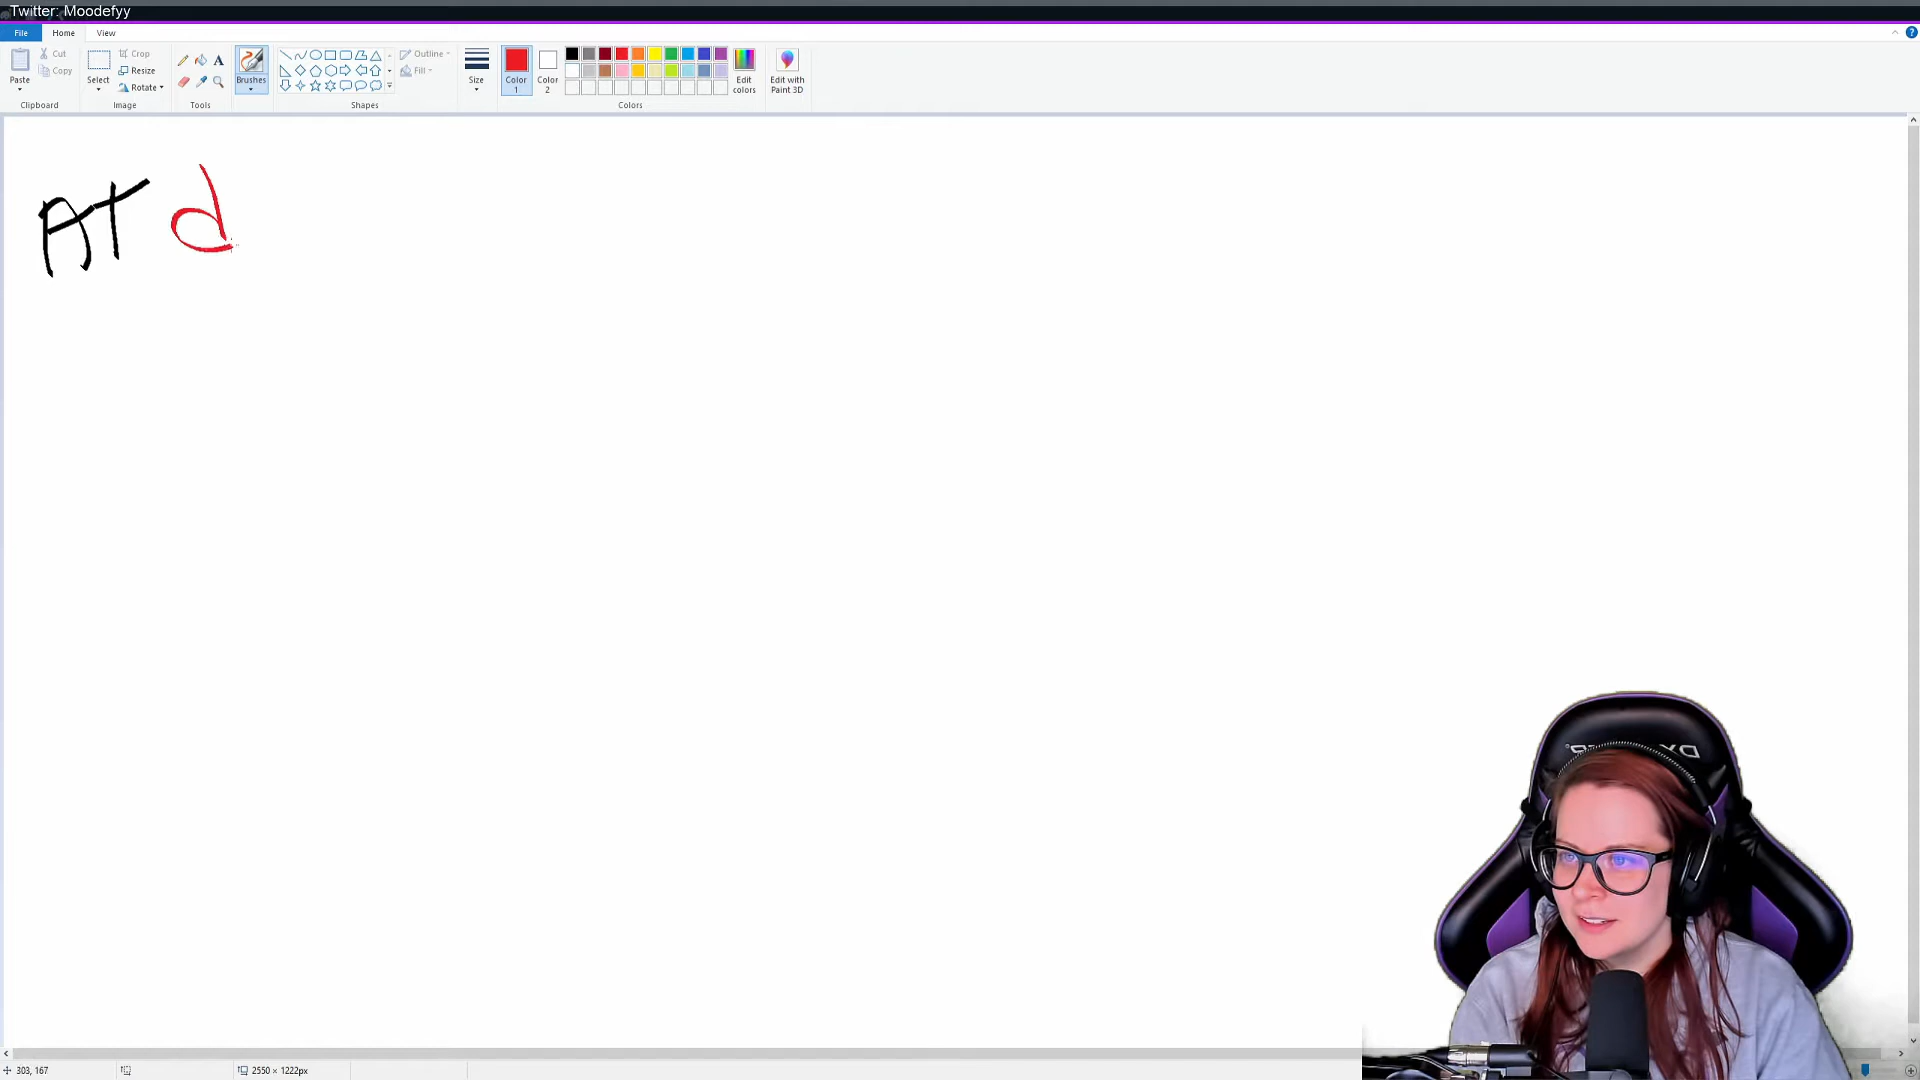 Twitter: Moodefyy
File Home View
Paste Cut Copy Select Crop Resize Rotate A Brushes Outline Fill Size Color 1 Color 2 Edit colors Edit with Paint 3D
Clipboard Image Tools Shapes Colors
AT d
303, 167 2550 × 1222px